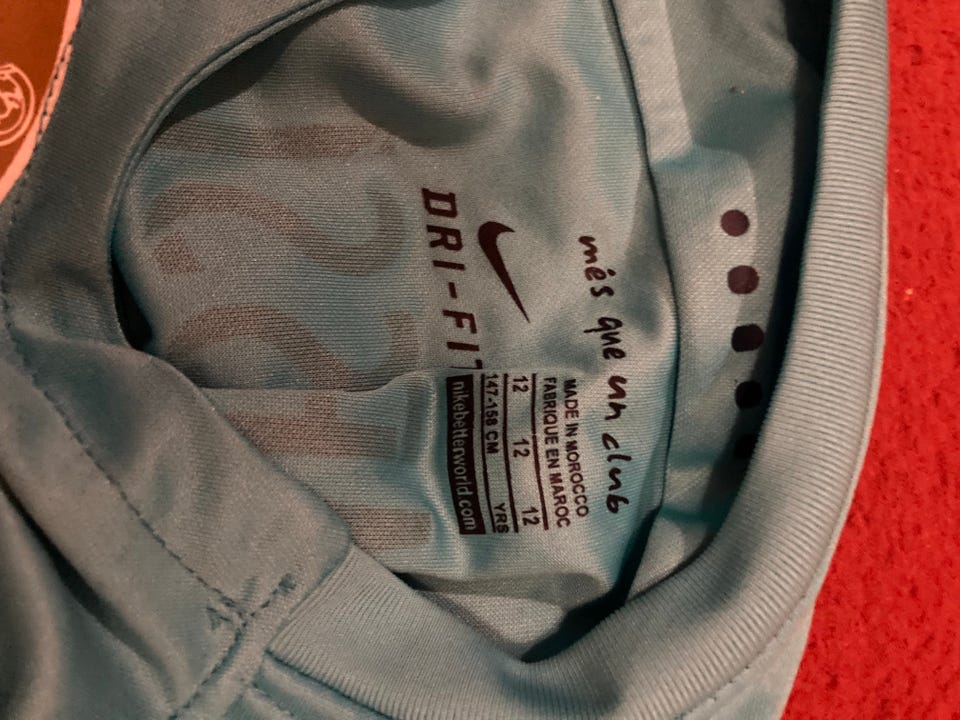 més que un club
DRI-FIT
MADE IN MOROCCO
FABRIQUE EN MAROC
12 12 12
147-158 CM YRS
nikebetterworld.com